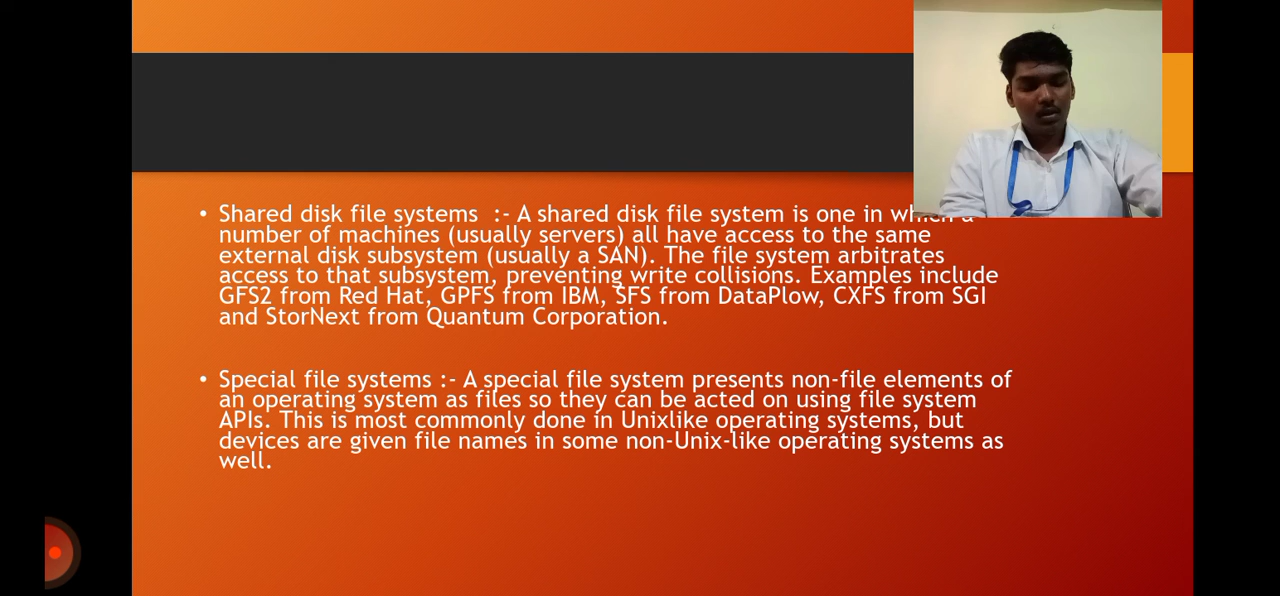 • Shared disk file systems :- A shared disk file system is one in which a
number of machines (usually servers) all have access to the same
external disk subsystem (usually a SAN). The file system arbitrates
access to that subsystem, preventing write collisions. Examples include
GFS2 from Red Hat, GPFS from IBM, SFS from DataPlow, CXFS from SGI
and StorNext from Quantum Corporation.
• Special file systems :- A special file system presents non-file elements of
an operating system as files so they can be acted on using file system
APIs. This is most commonly done in Unixlike operating systems, but
devices are given file names in some non-Unix-like operating systems as
well.